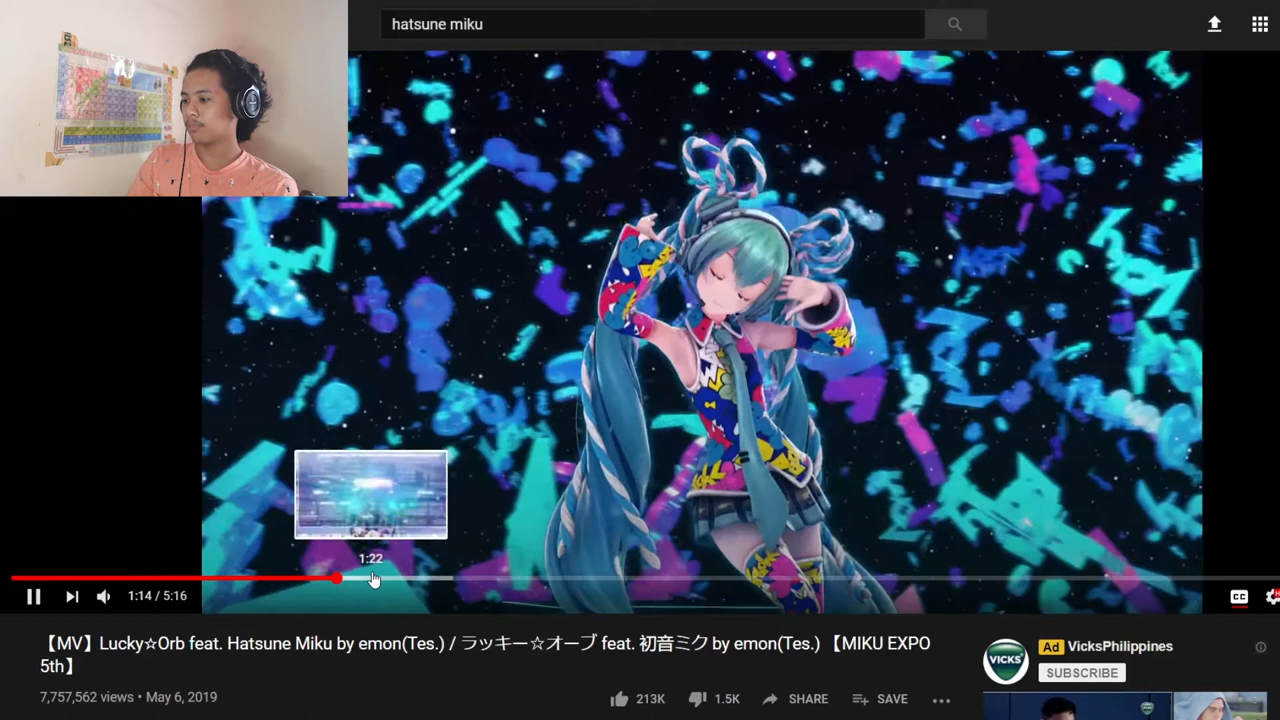 hatsune miku
1:22
1:14 / 5:16
CC
【MV】Lucky☆Orb feat. Hatsune Miku by emon(Tes.) / ラッキー☆オーブ feat. 初音ミク by emon(Tes.) 【MIKU EXPO
5th】
7,757,562 views • May 6, 2019
213K
1.5K
SHARE
SAVE
VICKS
Ad VicksPhilippines
SUBSCRIBE